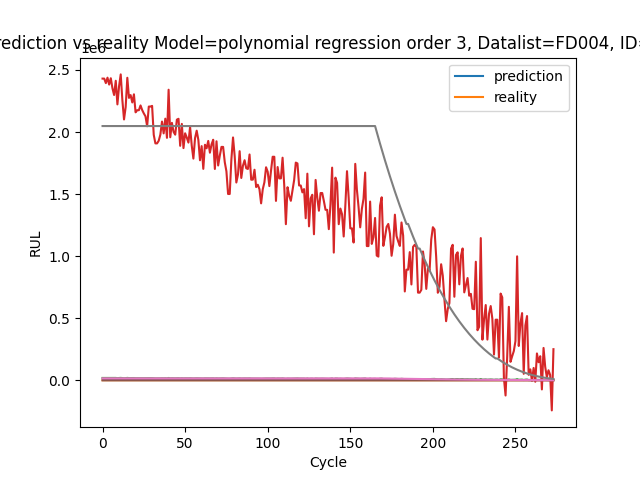 rediction vs reality Model=polynomial regression order 3, Datalist=FD004, ID=
1e6
prediction
reality
2.5
2.0
1.5
1.0
0.5
0.0
RUL
0
50
100
150
200
250
Cycle